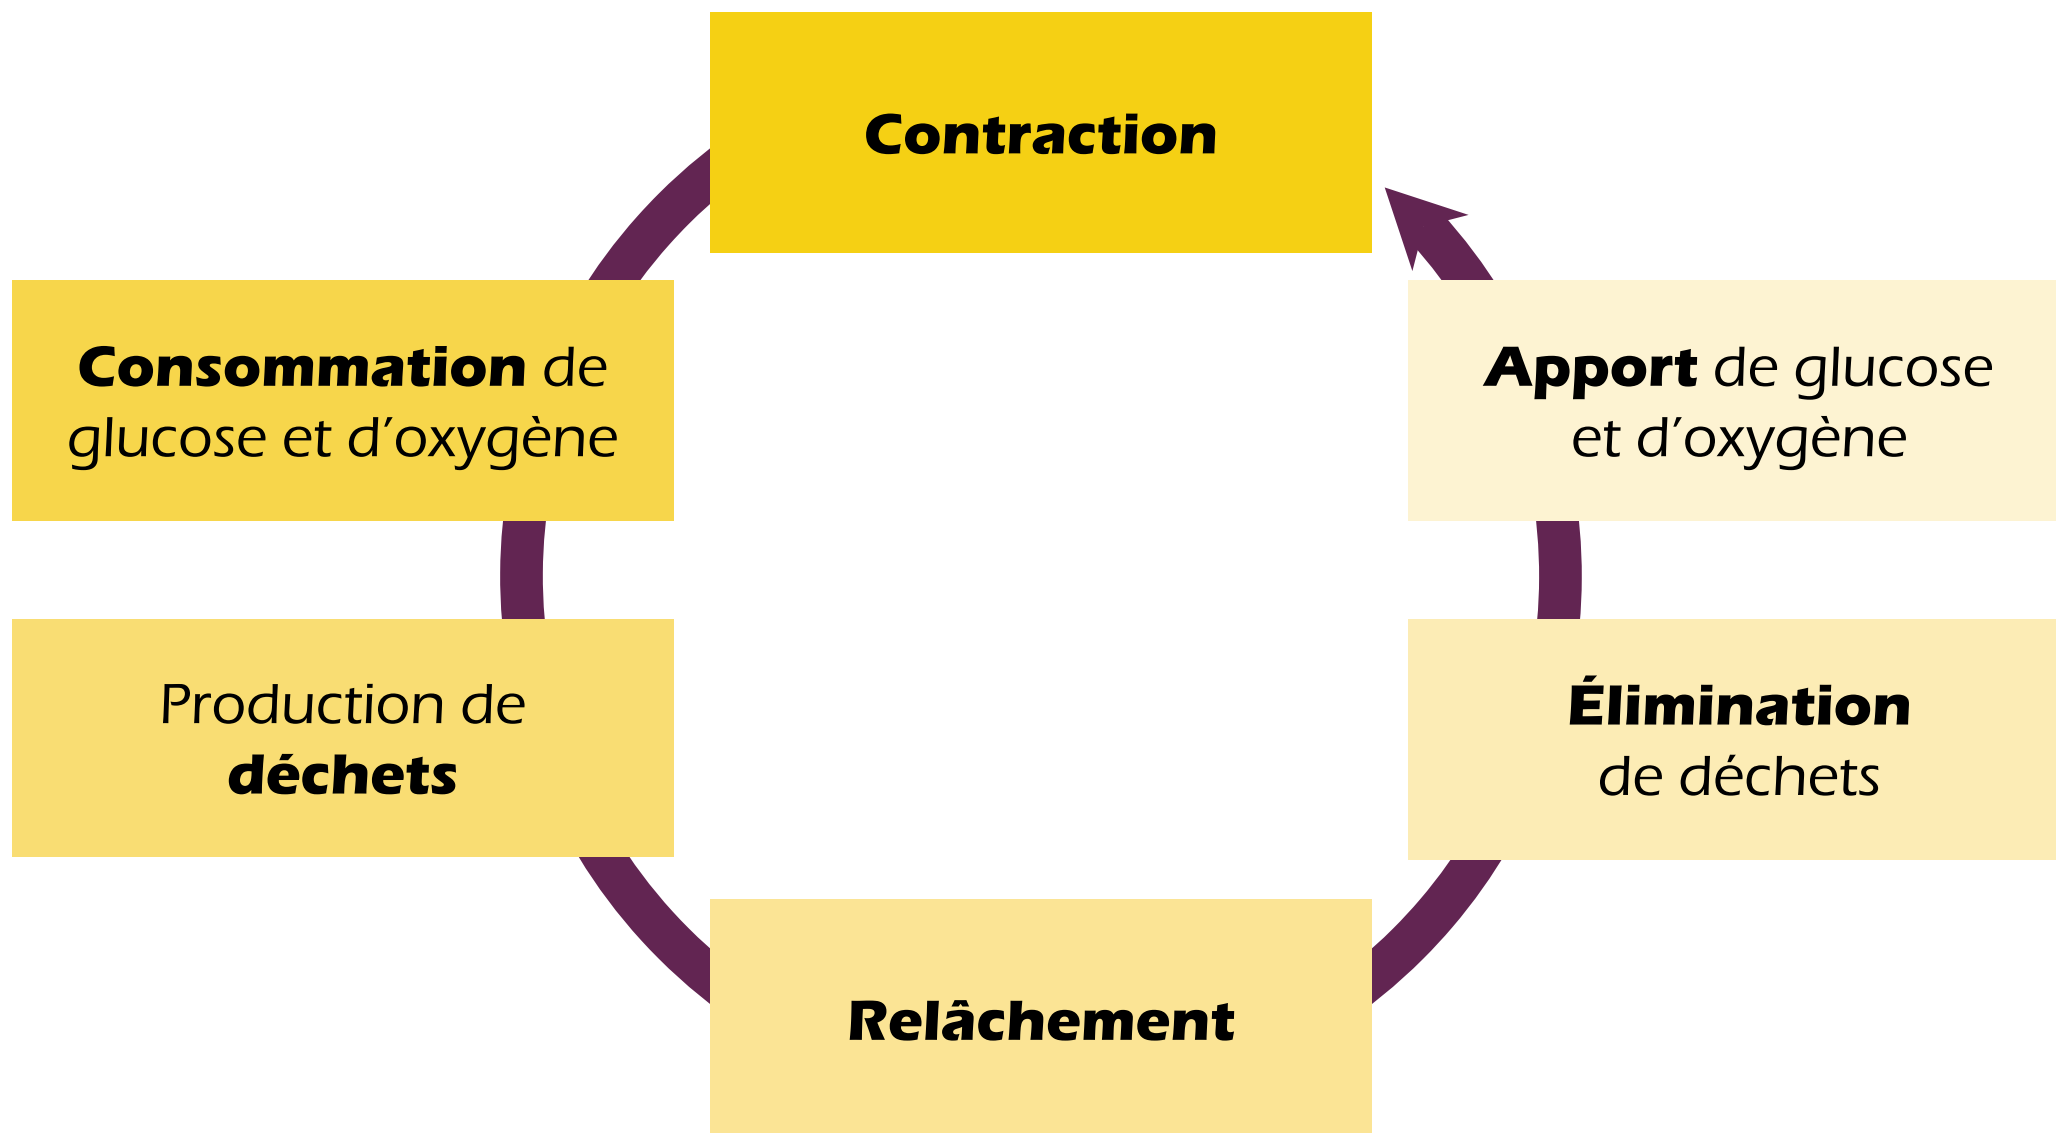 Contraction
Consommation de
glucose et d’oxygène
Apport de glucose
et d’oxygène
Production de
déchets
Élimination
de déchets
Relâchement